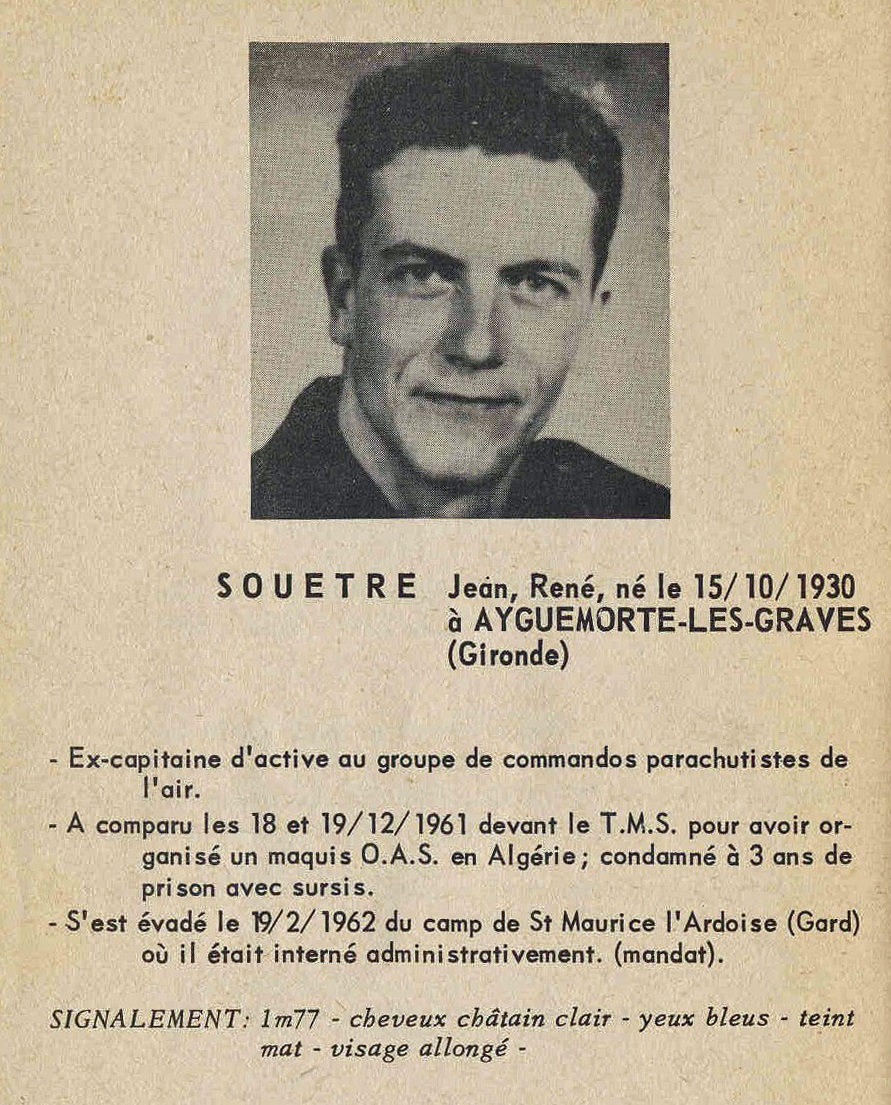 SOUETRE Jean, René, né le 15/10/1930
à AYGUEMORTE-LES-GRAVES
(Gironde)
- Ex-capitaine d'active au groupe de commandos parachutistes de
l'air.
- A comparu les 18 et 19/12/1961 devant le T.M.S. pour avoir or-
ganisé un maquis O.A.S. en Algérie; condamné à 3 ans de
prison avec sursis.
- S'est évadé le 19/2/1962 du camp de St Maurice l'Ardoise (Gard)
où il était interné administrativement. (mandat).
SIGNALEMENT: 1m77 - cheveux châtain clair - yeux bleus - teint
mat - visage allongé -